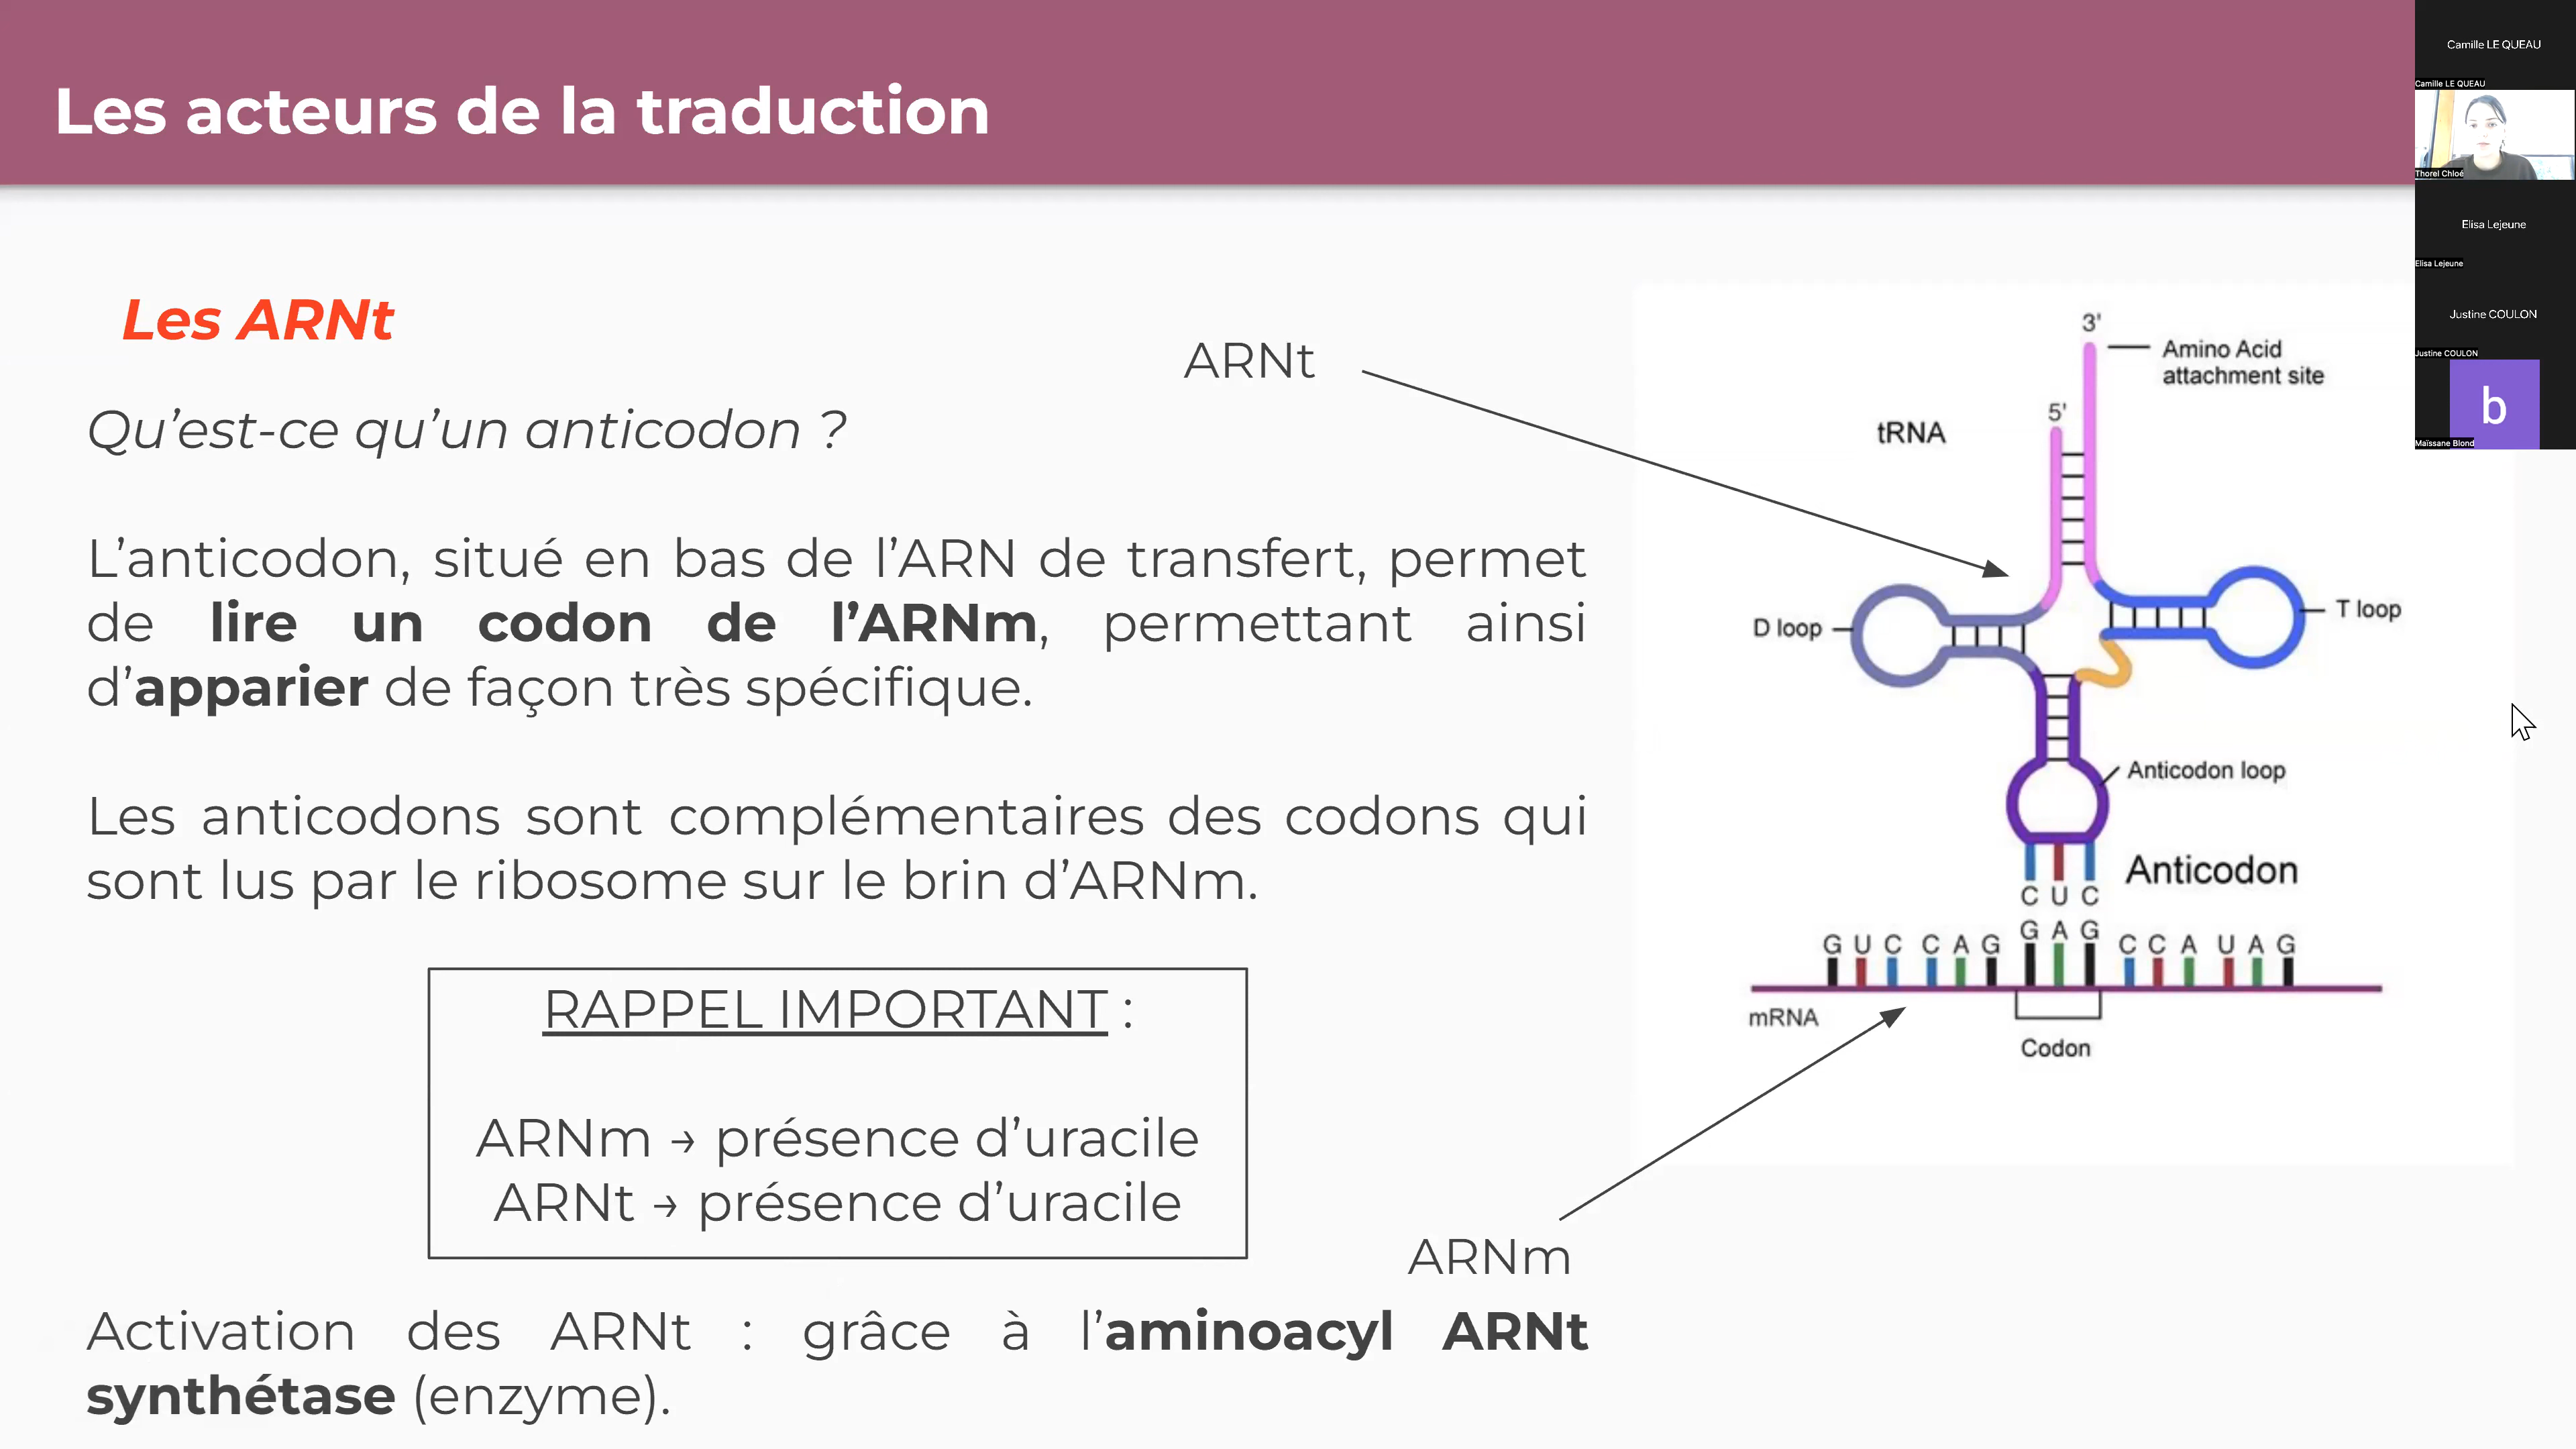 Les acteurs de la traduction
Les ARNt
Qu’est-ce qu’un anticodon ?
L’anticodon, situé en bas de l’ARN de transfert, permet
de lire un codon de l’ARNm, permettant ainsi
d’apparier de façon très spécifique.
Les anticodons sont complémentaires des codons qui
sont lus par le ribosome sur le brin d’ARNm.
RAPPEL IMPORTANT :
ARNm → présence d’uracile
ARNt → présence d’uracile
Activation des ARNt : grâce à l’aminoacyl ARNt
synthétase (enzyme).
ARNt
ARNm
3'
Amino Acid
attachment site
5'
tRNA
D loop
T loop
Anticodon loop
Anticodon
C U C
G U C C A G G A G C C A U A G
mRNA
Codon
Camille LE QUEAU
Camille LE QUEAU
Thorel Chloé
Elisa Lejeune
Elisa Lejeune
Justine COULON
Justine COULON
b
Maïssane Blond